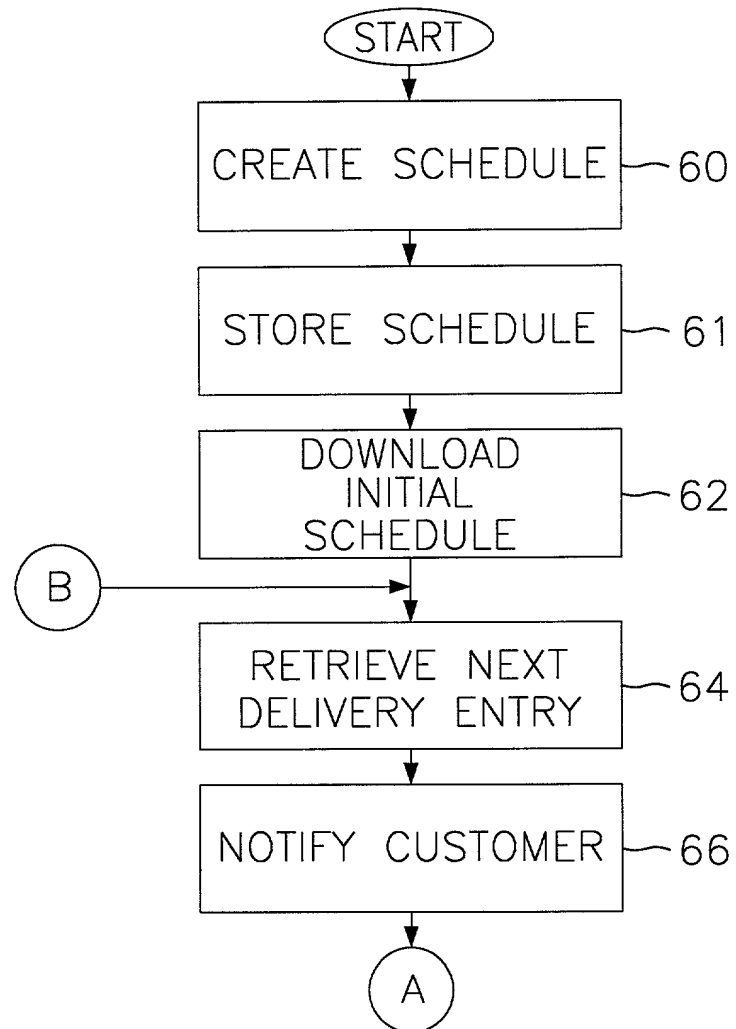 START
CREATE SCHEDULE 60
STORE SCHEDULE 61
DOWNLOAD
INITIAL
SCHEDULE
62
B
RETRIEVE NEXT
DELIVERY ENTRY
64
NOTIFY CUSTOMER 66
A